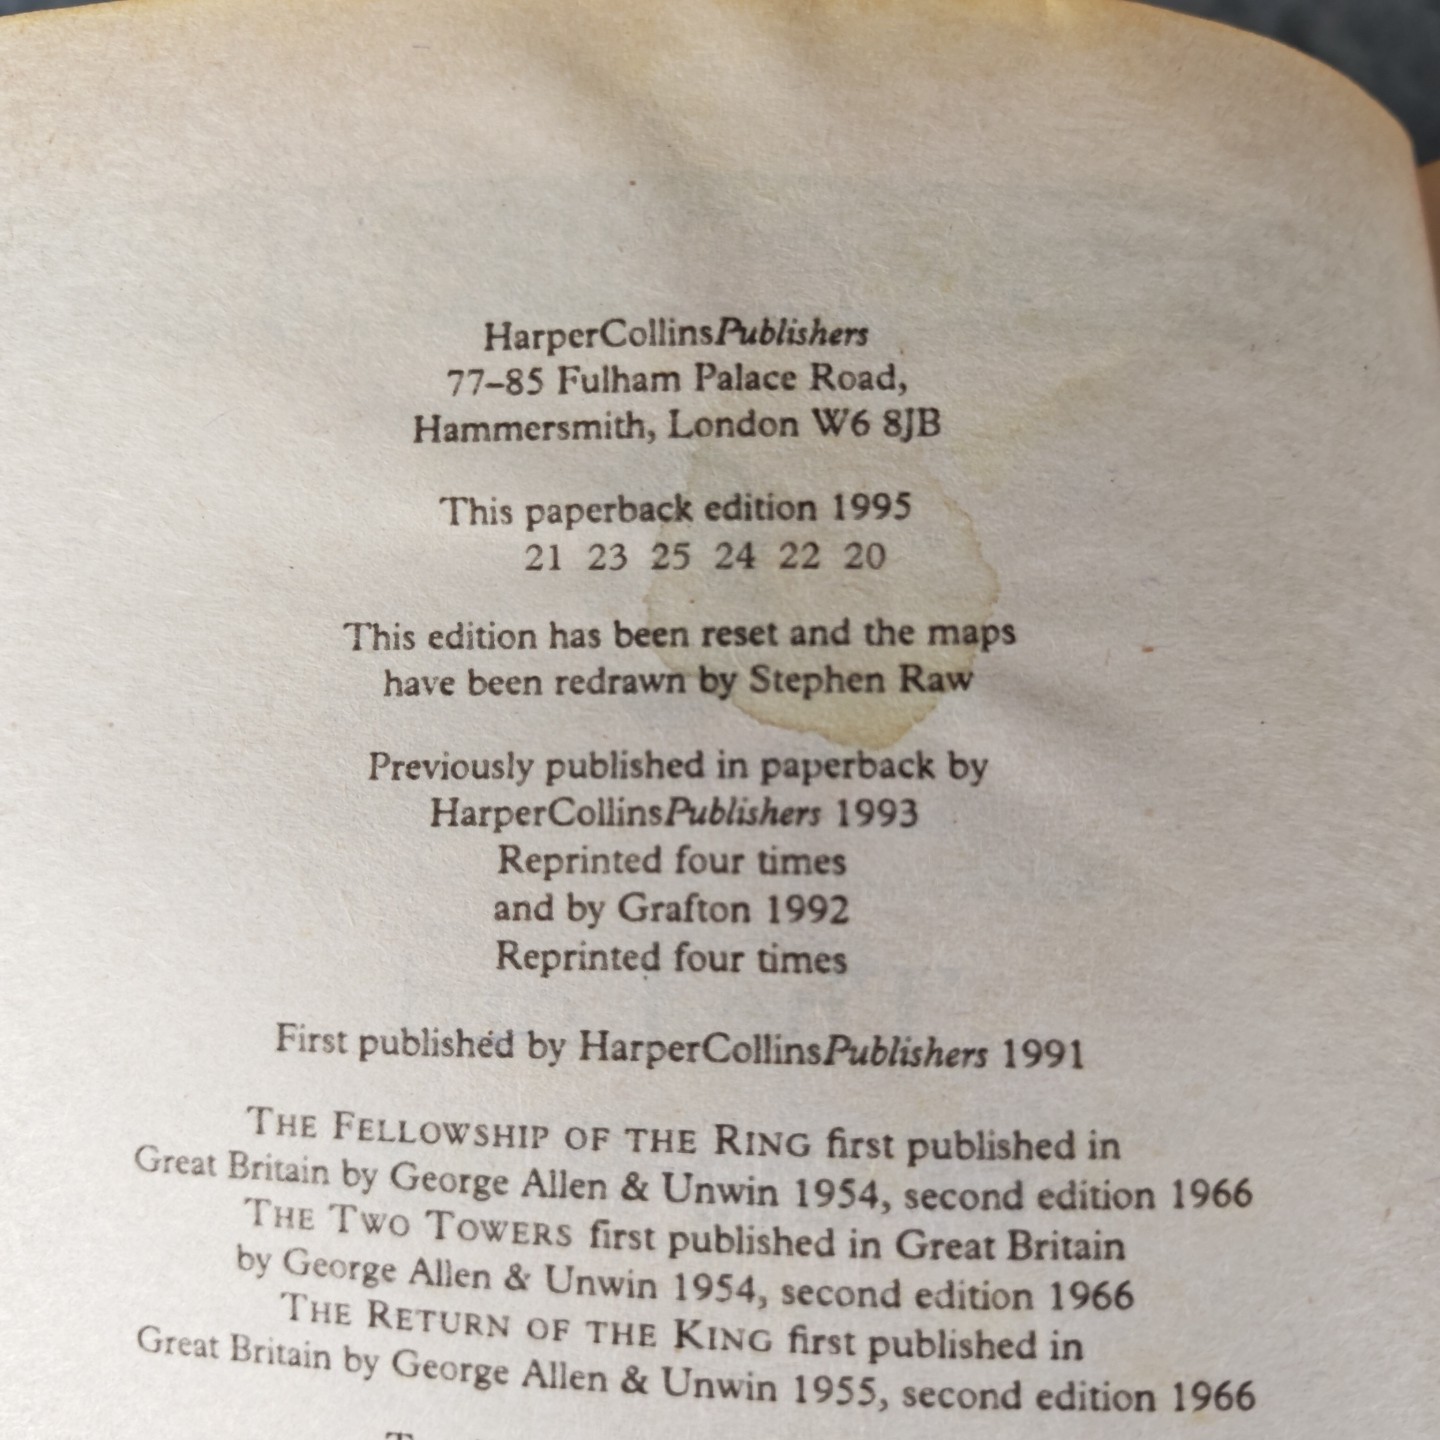 HarperCollinsPublishers
77–85 Fulham Palace Road,
Hammersmith, London W6 8JB
This paperback edition 1995
21 23 25 24 22 20
This edition has been reset and the maps
have been redrawn by Stephen Raw
Previously published in paperback by
HarperCollinsPublishers 1993
Reprinted four times
and by Grafton 1992
Reprinted four times
First published by HarperCollinsPublishers 1991
THE FELLOWSHIP OF THE RING first published in
Great Britain by George Allen & Unwin 1954, second edition 1966
THE TWO TOWERS first published in Great Britain
by George Allen & Unwin 1954, second edition 1966
THE RETURN OF THE KING first published in
Great Britain by George Allen & Unwin 1955, second edition 1966